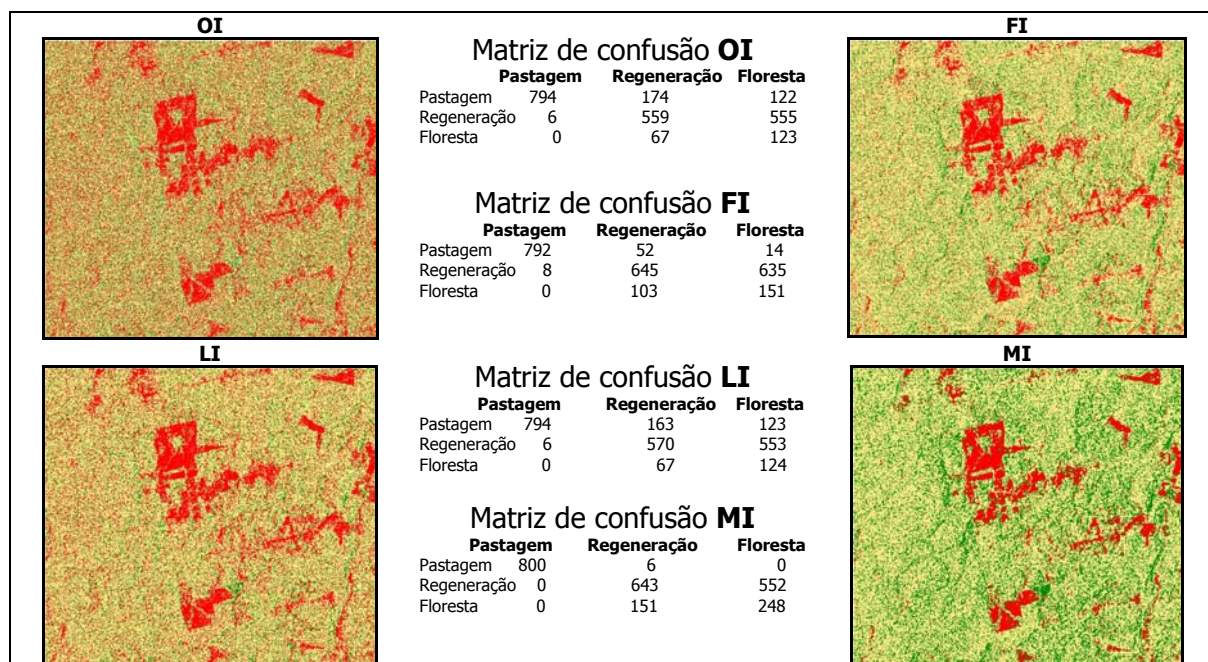 OI
Matriz de confusão OI
Pastagem Regeneração Floresta
Pastagem 794 174 122
Regeneração 6 559 555
Floresta 0 67 123
FI
Matriz de confusão FI
Pastagem Regeneração Floresta
Pastagem 792 52 14
Regeneração 8 645 635
Floresta 0 103 151
LI
Matriz de confusão LI
Pastagem Regeneração Floresta
Pastagem 794 163 123
Regeneração 6 570 553
Floresta 0 67 124
MI
Matriz de confusão MI
Pastagem Regeneração Floresta
Pastagem 800 6 0
Regeneração 0 643 552
Floresta 0 151 248